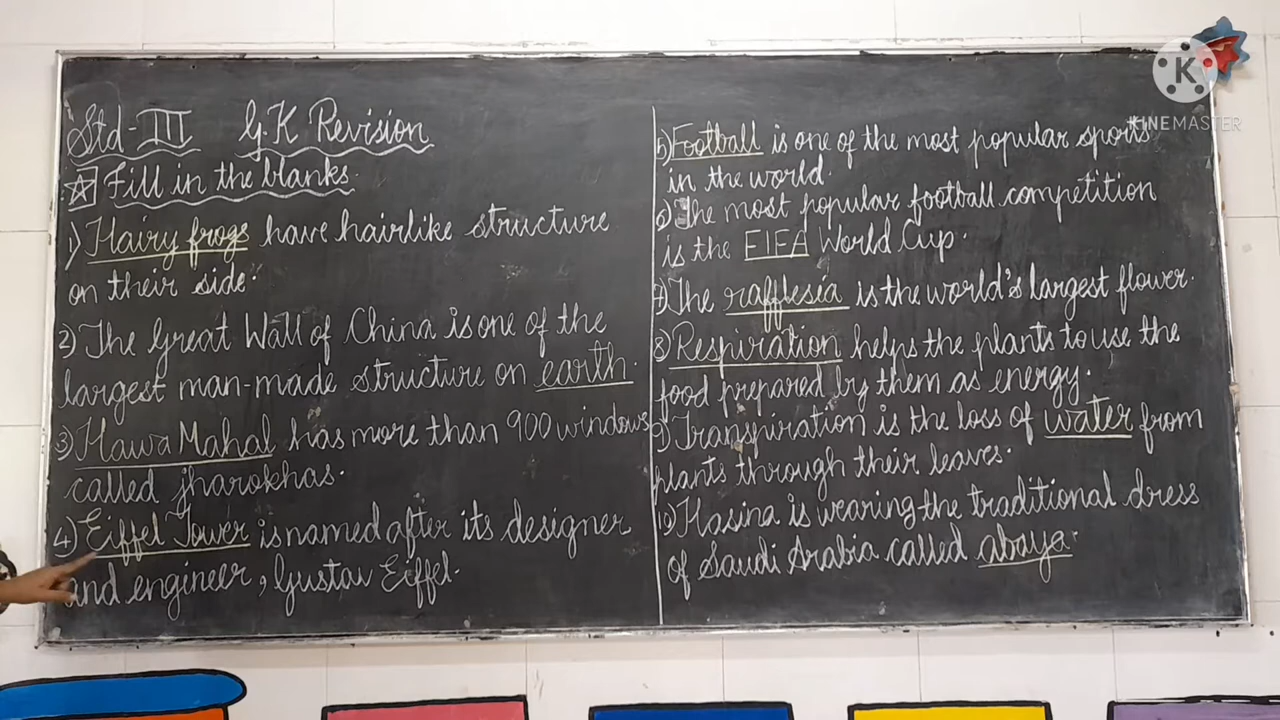 Std-III G.K Revision
Fill in the blanks.
1) Hairy frogs have hairlike structure
on their side.
2) The Great Wall of China is one of the
largest man-made structure on earth.
3) Hawa Mahal has more than 900 windows
called jharokhas.
4) Eiffel Tower is named after its designer
and engineer, Gustav Eiffel.
5) Football is one of the most popular sports
in the world.
6) The most popular football competition
is the FIFA World Cup.
7) The rafflesia is the world's largest flower.
8) Respiration helps the plants to use the
food prepared by them as energy.
9) Transpiration is the loss of water from
plants through their leaves.
10) Hasina is wearing the traditional dress
of Saudi Arabia called abaya.
K
KINEMASTER